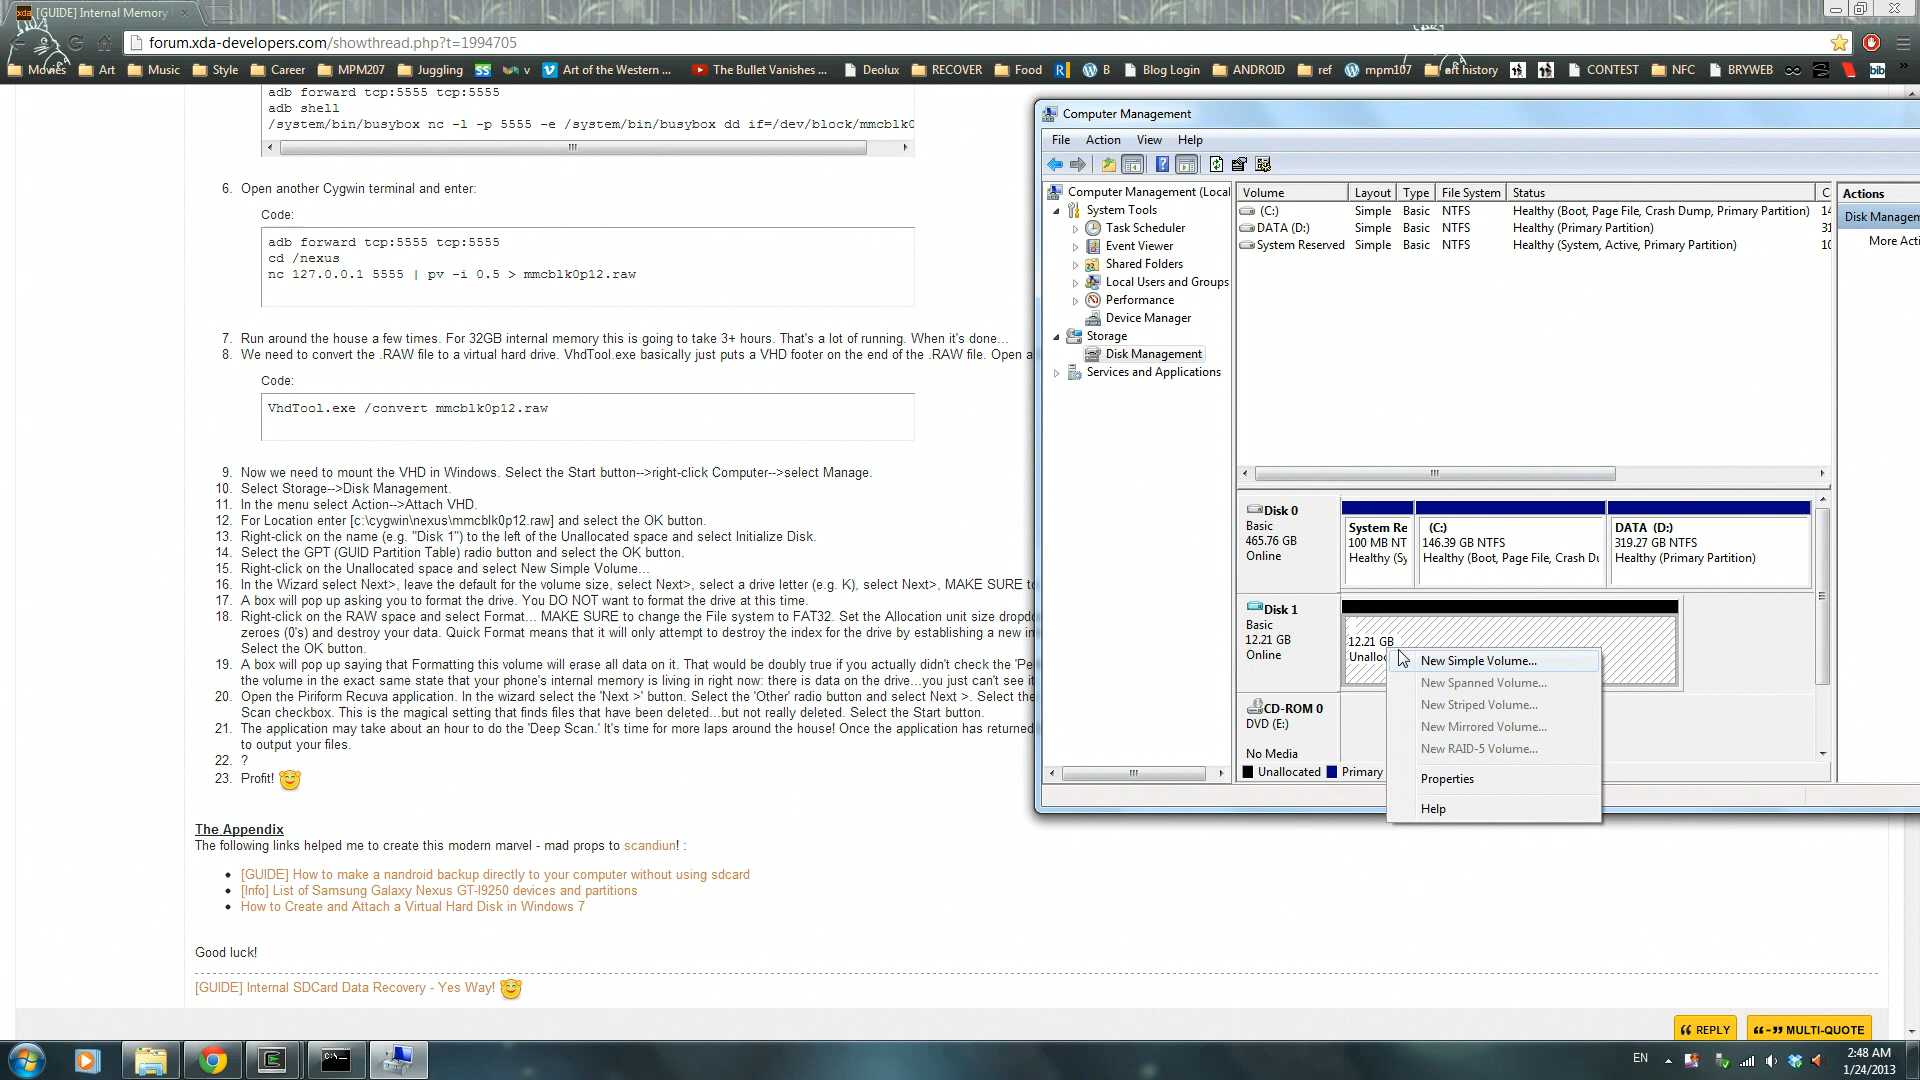 [GUIDE] Internal Memory
forum.xda-developers.com/showthread.php?t=1994705
Movies Art Music Style Career MPM207 Juggling v Art of the Western ... The Bullet Vanishes ... Deolux RECOVER Food B Blog Login ANDROID ref mpm107 art history CONTEST NFC BRYWEB bib »
adb forward tcp:5555 tcp:5555
adb shell
/system/bin/busybox nc -l -p 5555 -e /system/bin/busybox dd if=/dev/block/mmcblk0
6. Open another Cygwin terminal and enter:
Code:
adb forward tcp:5555 tcp:5555
cd /nexus
nc 127.0.0.1 5555 | pv -i 0.5 > mmcblk0p12.raw
7. Run around the house a few times. For 32GB internal memory this is going to take 3+ hours. That's a lot of running. When it's done...
8. We need to convert the .RAW file to a virtual hard drive. VhdTool.exe basically just puts a VHD footer on the end of the .RAW file. Open a
Code:
VhdTool.exe /convert mmcblk0p12.raw
9. Now we need to mount the VHD in Windows. Select the Start button-->right-click Computer-->select Manage.
10. Select Storage-->Disk Management.
11. In the menu select Action-->Attach VHD.
12. For Location enter [c:\cygwin\nexus\mmcblk0p12.raw] and select the OK button.
13. Right-click on the name (e.g. "Disk 1") to the left of the Unallocated space and select Initialize Disk.
14. Select the GPT (GUID Partition Table) radio button and select the OK button.
15. Right-click on the Unallocated space and select New Simple Volume...
16. In the Wizard select Next>, leave the default for the volume size, select Next>, select a drive letter (e.g. K), select Next>, MAKE SURE to
17. A box will pop up asking you to format the drive. You DO NOT want to format the drive at this time.
18. Right-click on the RAW space and select Format... MAKE SURE to change the File system to FAT32. Set the Allocation unit size dropdo
zeroes (0's) and destroy your data. Quick Format means that it will only attempt to destroy the index for the drive by establishing a new in
Select the OK button.
19. A box will pop up saying that Formatting this volume will erase all data on it. That would be doubly true if you actually didn't check the 'Pe
the volume in the exact same state that your phone's internal memory is living in right now: there is data on the drive...you just can't see it
20. Open the Piriform Recuva application. In the wizard select the 'Next >' button. Select the 'Other' radio button and select Next >. Select the
Scan checkbox. This is the magical setting that finds files that have been deleted...but not really deleted. Select the Start button.
21. The application may take about an hour to do the 'Deep Scan.' It's time for more laps around the house! Once the application has returned
to output your files.
22. ?
23. Profit!
The Appendix
The following links helped me to create this modern marvel - mad props to scandiun! :
[GUIDE] How to make a nandroid backup directly to your computer without using sdcard
[Info] List of Samsung Galaxy Nexus GT-I9250 devices and partitions
How to Create and Attach a Virtual Hard Disk in Windows 7
Good luck!
[GUIDE] Internal SDCard Data Recovery - Yes Way!
REPLY MULTI-QUOTE
Computer Management
File Action View Help
Computer Management (Local
System Tools
Task Scheduler
Event Viewer
Shared Folders
Local Users and Groups
Performance
Device Manager
Storage
Disk Management
Services and Applications
Volume Layout Type File System Status C
(C:) Simple Basic NTFS Healthy (Boot, Page File, Crash Dump, Primary Partition) 14
DATA (D:) Simple Basic NTFS Healthy (Primary Partition) 31
System Reserved Simple Basic NTFS Healthy (System, Active, Primary Partition) 10
Actions
Disk Managem
More Acti
Disk 0
Basic
465.76 GB
Online
System Re
100 MB NT
Healthy (Sy
(C:)
146.39 GB NTFS
Healthy (Boot, Page File, Crash Du
DATA (D:)
319.27 GB NTFS
Healthy (Primary Partition)
Disk 1
Basic
12.21 GB
Online
12.21 GB
Unalloc
CD-ROM 0
DVD (E:)
No Media
Unallocated Primary
New Simple Volume...
New Spanned Volume...
New Striped Volume...
New Mirrored Volume...
New RAID-5 Volume...
Properties
Help
EN
2:48 AM
1/24/2013